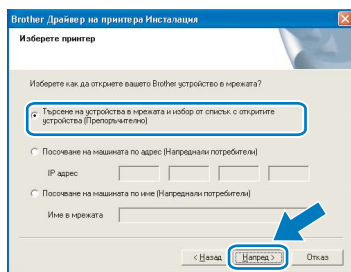 Brother Драйвер на принтера Инсталация
Изберете принтер
Изберете как да откриете вашето Brother устройство в мрежата?
Търсене на устройства в мрежата и избор от списък с откритите
устройства (Препоръчително)
Посочване на машината по адрес (Напреднали потребители)
IP адрес
Посочване на машината по име (Напреднали потребители)
Име в мрежата
< Назад Напред > Отказ